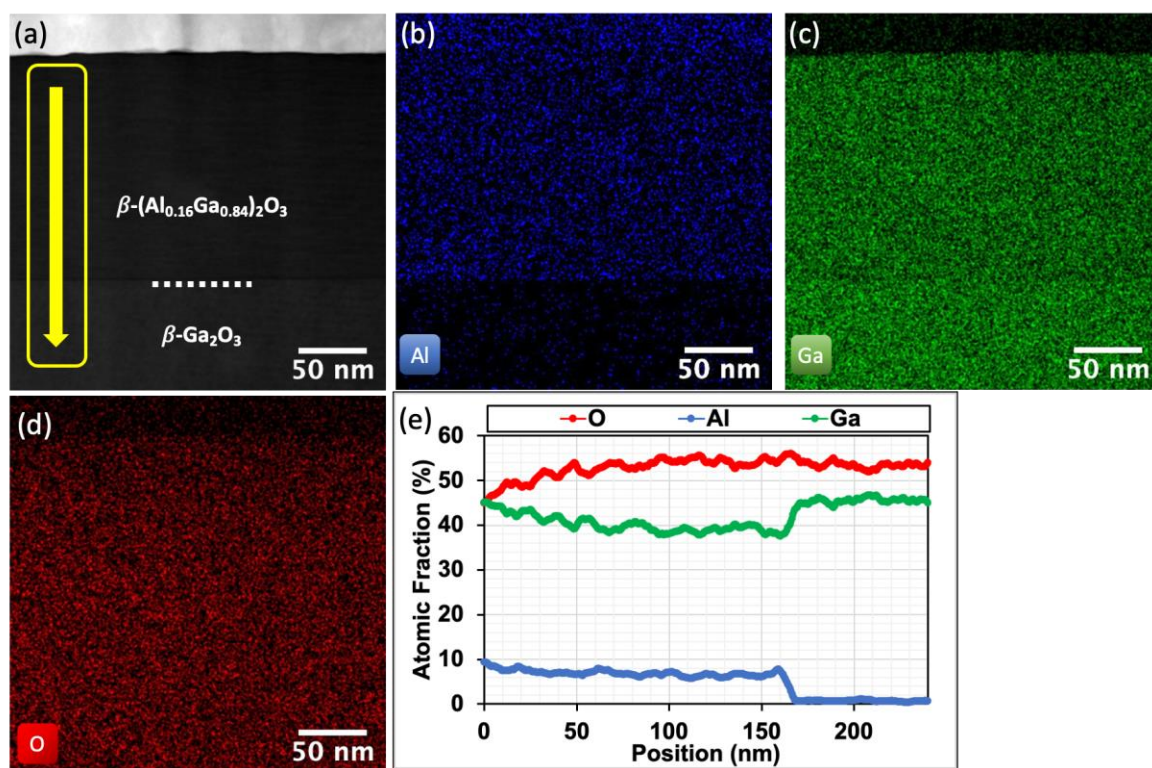 (a)
β-(Al₀.₁₆Ga₀.₈₄)₂O₃
β-Ga₂O₃
50 nm
(b)
Al
50 nm
(c)
Ga
50 nm
(d)
O
50 nm
(e)
O Al Ga
Atomic Fraction (%)
60
50
40
30
20
10
0
0 50 100 150 200
Position (nm)